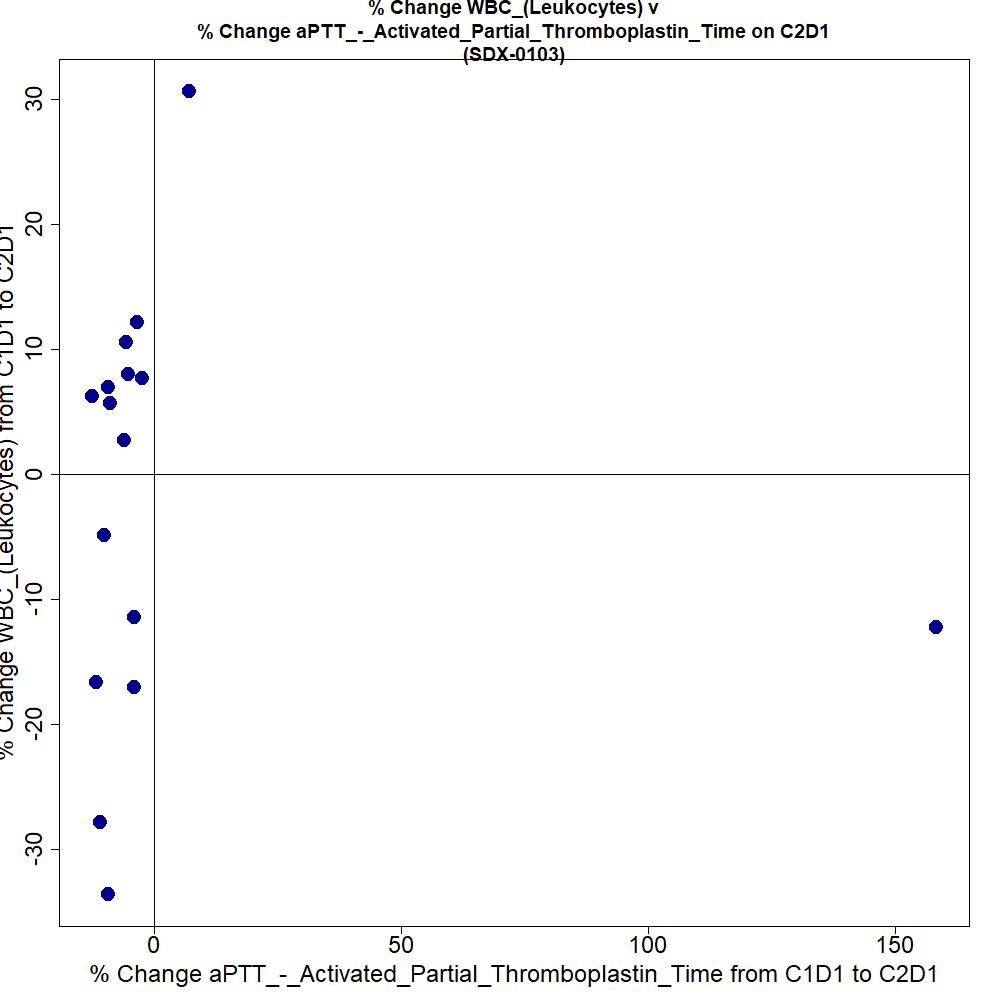 % Change WBC_(Leukocytes) v
% Change aPTT_-_Activated_Partial_Thromboplastin_Time on C2D1
(SDX-0103)
% Change WBC_(Leukocytes) from C1D1 to C2D1
30
20
10
0
-10
-20
-30
0 50 100 150
% Change aPTT_-_Activated_Partial_Thromboplastin_Time from C1D1 to C2D1